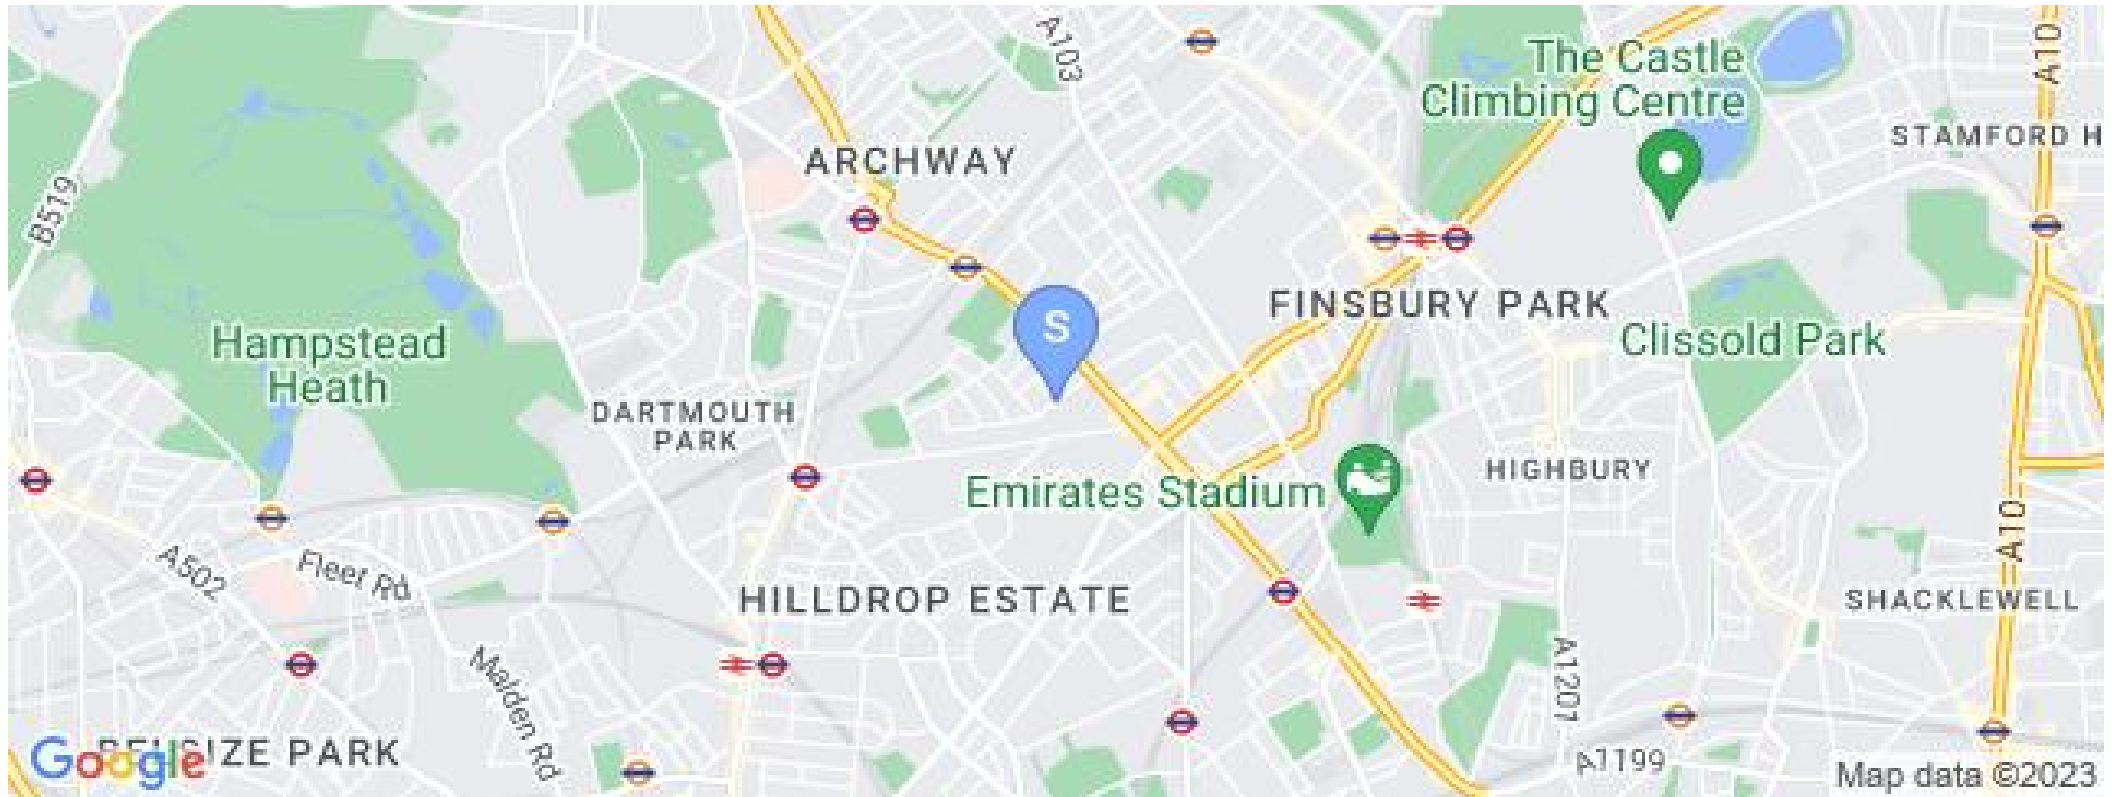 A103
The Castle
Climbing Centre
A10
STAMFORD H
ARCHWAY
B519
S
FINSBURY PARK
Hampstead
Heath
Clissold Park
DARTMOUTH
PARK
HIGHBURY
Emirates Stadium
A10
A502
Fleet Rd
HILLDROP ESTATE
SHACKLEWELL
Malden Rd
A1201
BELSIZE PARK
Google
A1199
Map data ©2023